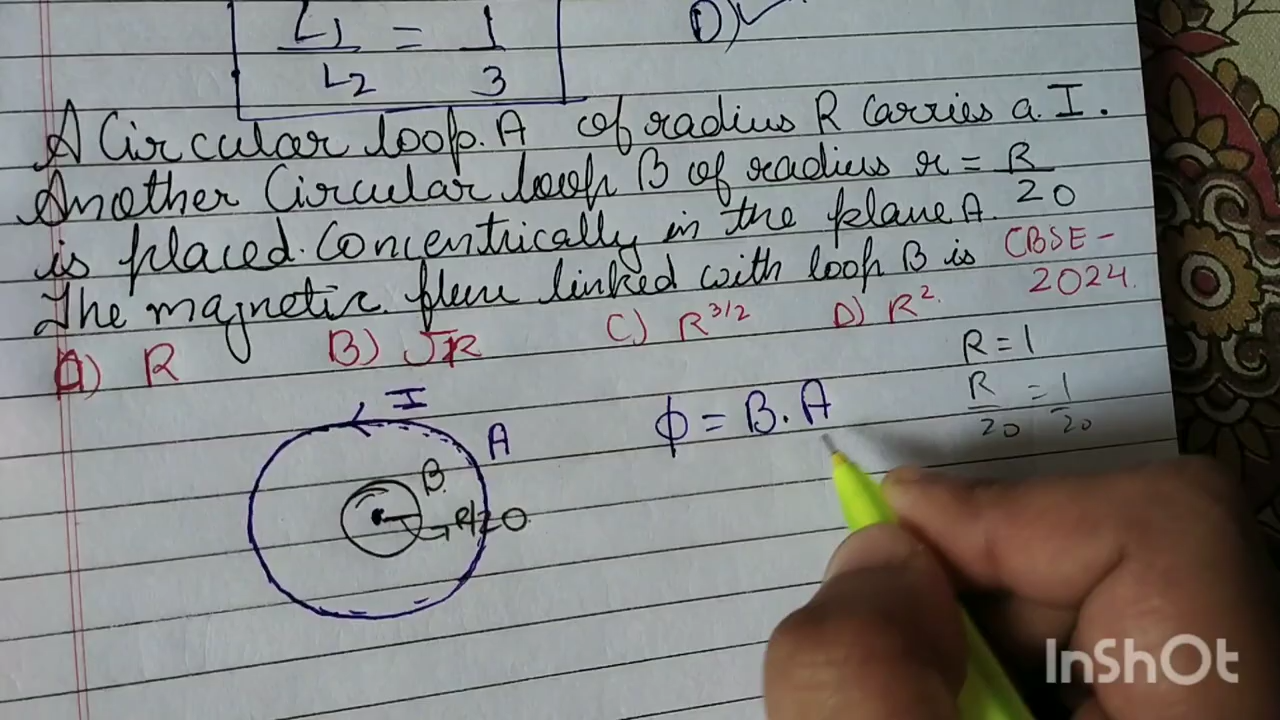 L1 / L2 = 1 / 3 D)
A Circular loop. A of radius R Carries a I.
Another Circular loop B of radius r = R/20
is placed. Concentrically in the plane A.
The magnetic flux linked with loop B is CBSE - 2024.
A) R B) √R C) R^3/2 D) R^2.
R = 1
R/20 = 1/20
I
A
B
R/20
ϕ = B. A
InShOt